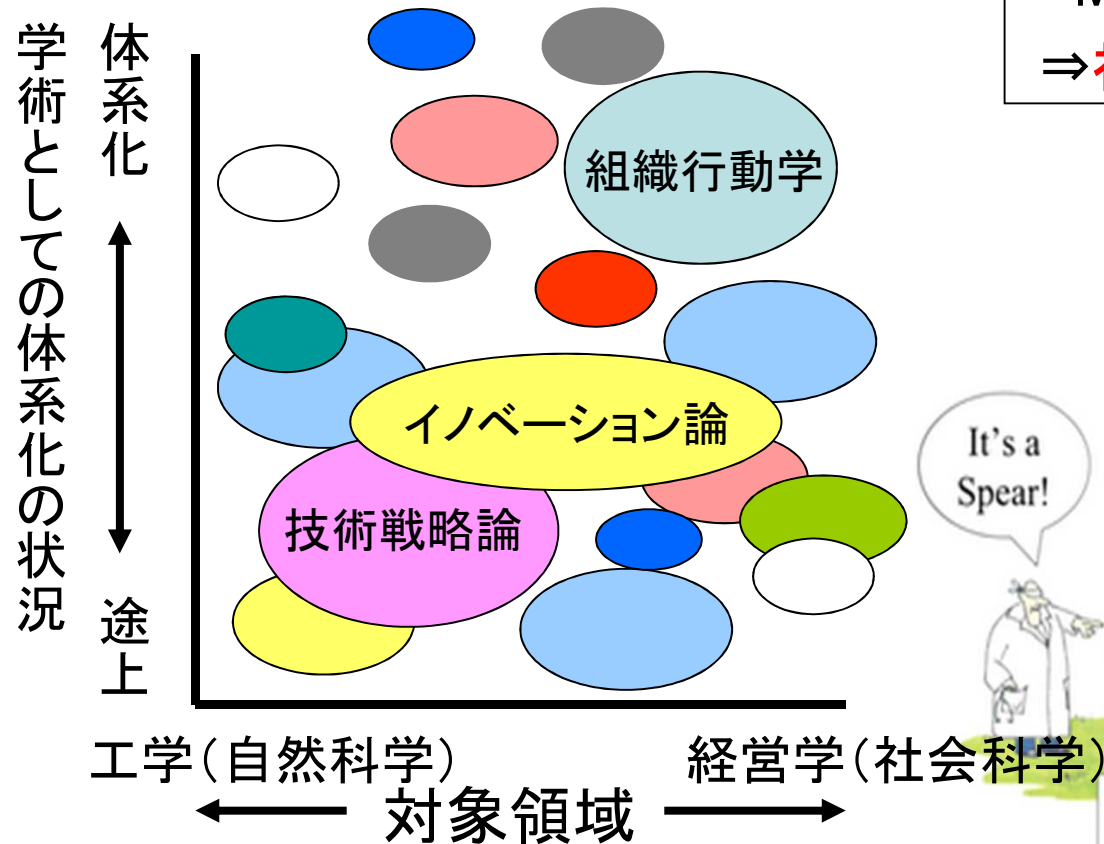 学術としての体系化の状況
体系化
途上
⇒
組織行動学
イノベーション論
技術戦略論
It's a
Spear!
工学(自然科学)
経営学(社会科学)
対象領域